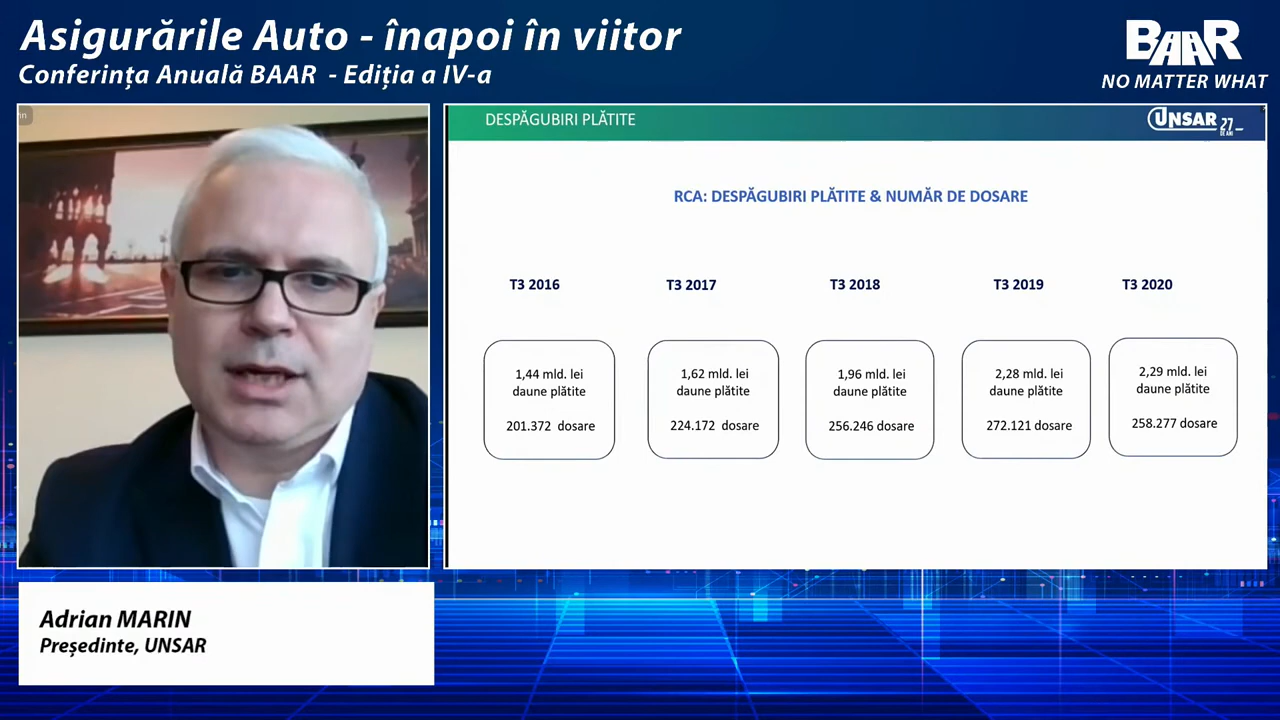 Asigurările Auto - înapoi în viitor
Conferința Anuală BAAR - Ediția a IV-a
BAAR
NO MATTER WHAT
DESPĂGUBIRI PLĂTITE
UNSAR 27
DE ANI
RCA: DESPĂGUBIRI PLĂTITE & NUMĂR DE DOSARE
T3 2016
T3 2017
T3 2018
T3 2019
T3 2020
1,44 mld. lei
daune plătite
201.372 dosare
1,62 mld. lei
daune plătite
224.172 dosare
1,96 mld. lei
daune plătite
256.246 dosare
2,28 mld. lei
daune plătite
272.121 dosare
2,29 mld. lei
daune plătite
258.277 dosare
Adrian MARIN
Președinte, UNSAR